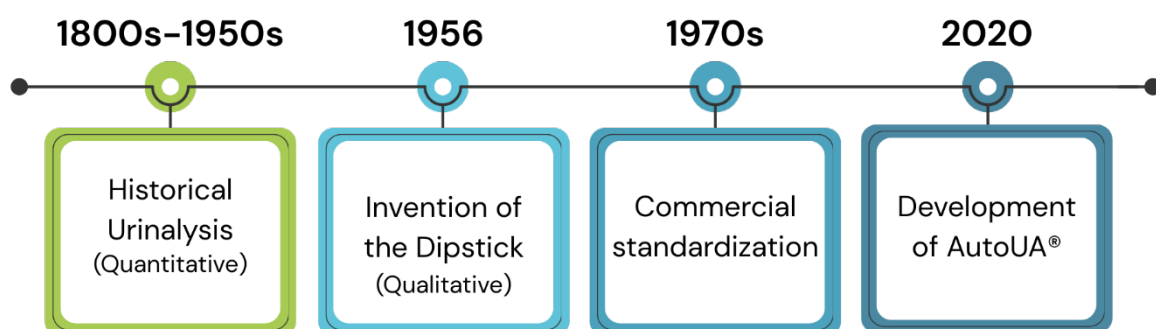 1800s-1950s
1956
1970s
2020
Historical
Urinalysis
(Quantitative)
Invention of
the Dipstick
(Qualitative)
Commercial
standardization
Development
of AutoUA®